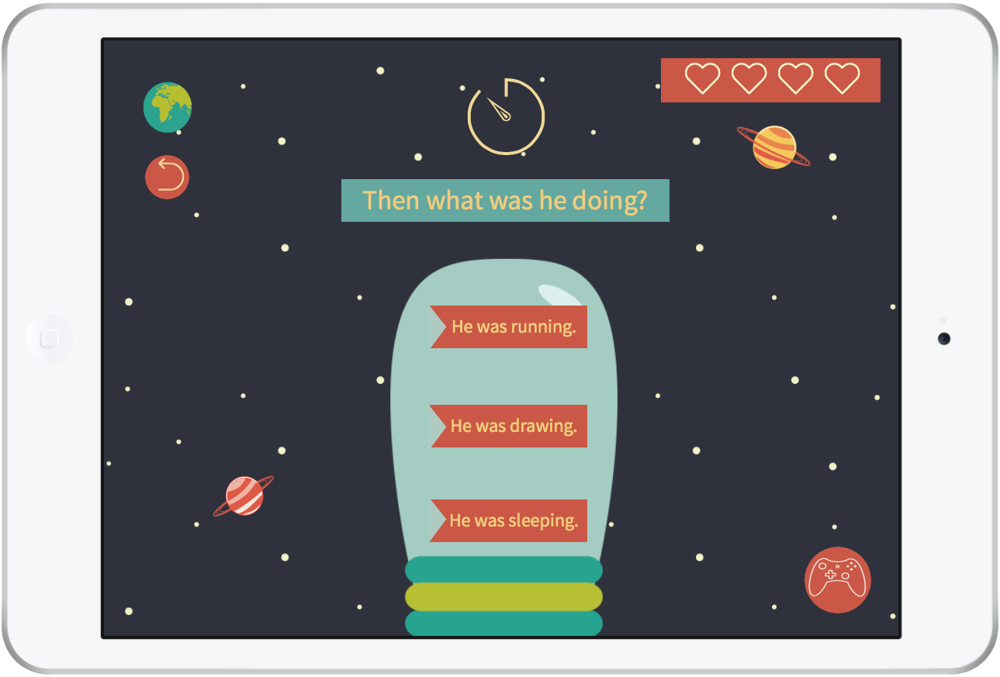 Then what was he doing?
He was running.
He was drawing.
He was sleeping.